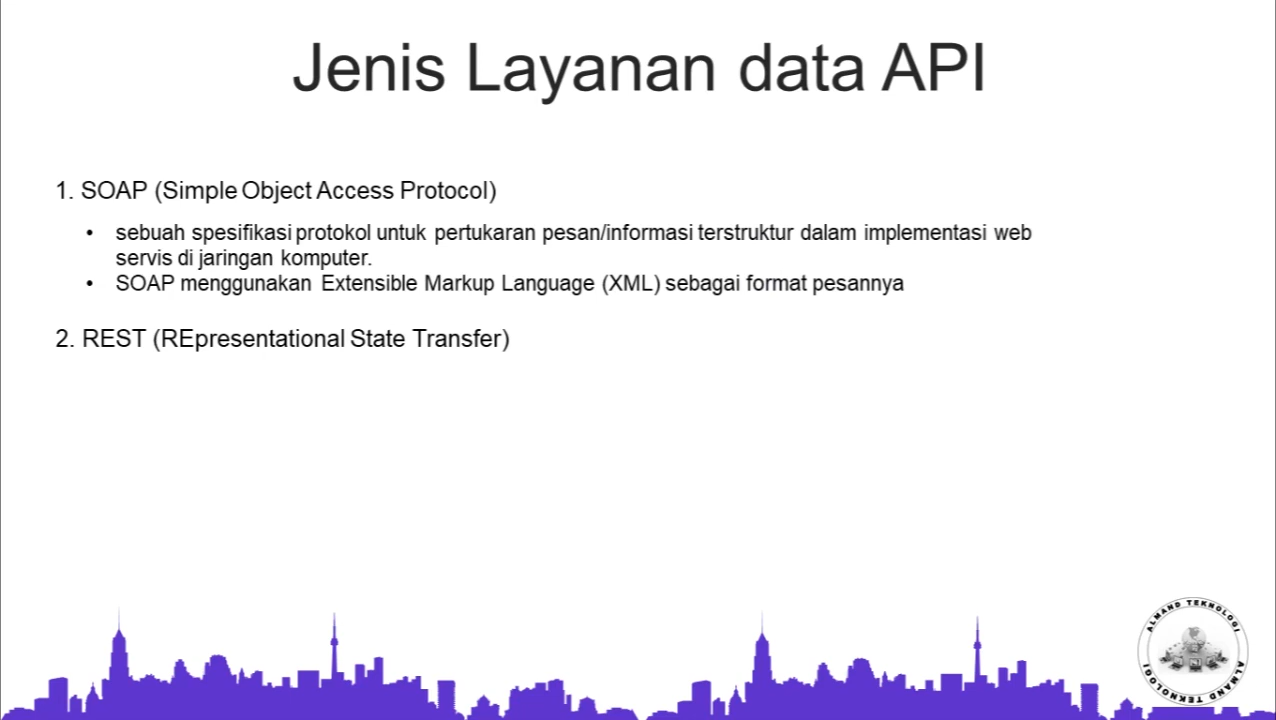 Jenis Layanan data API
1. SOAP (Simple Object Access Protocol)
• sebuah spesifikasi protokol untuk pertukaran pesan/informasi terstruktur dalam implementasi web
servis di jaringan komputer.
• SOAP menggunakan Extensible Markup Language (XML) sebagai format pesannya
2. REST (REpresentational State Transfer)
ALMAND TEKNOLOGI
ALMAND TEKNOLOGI